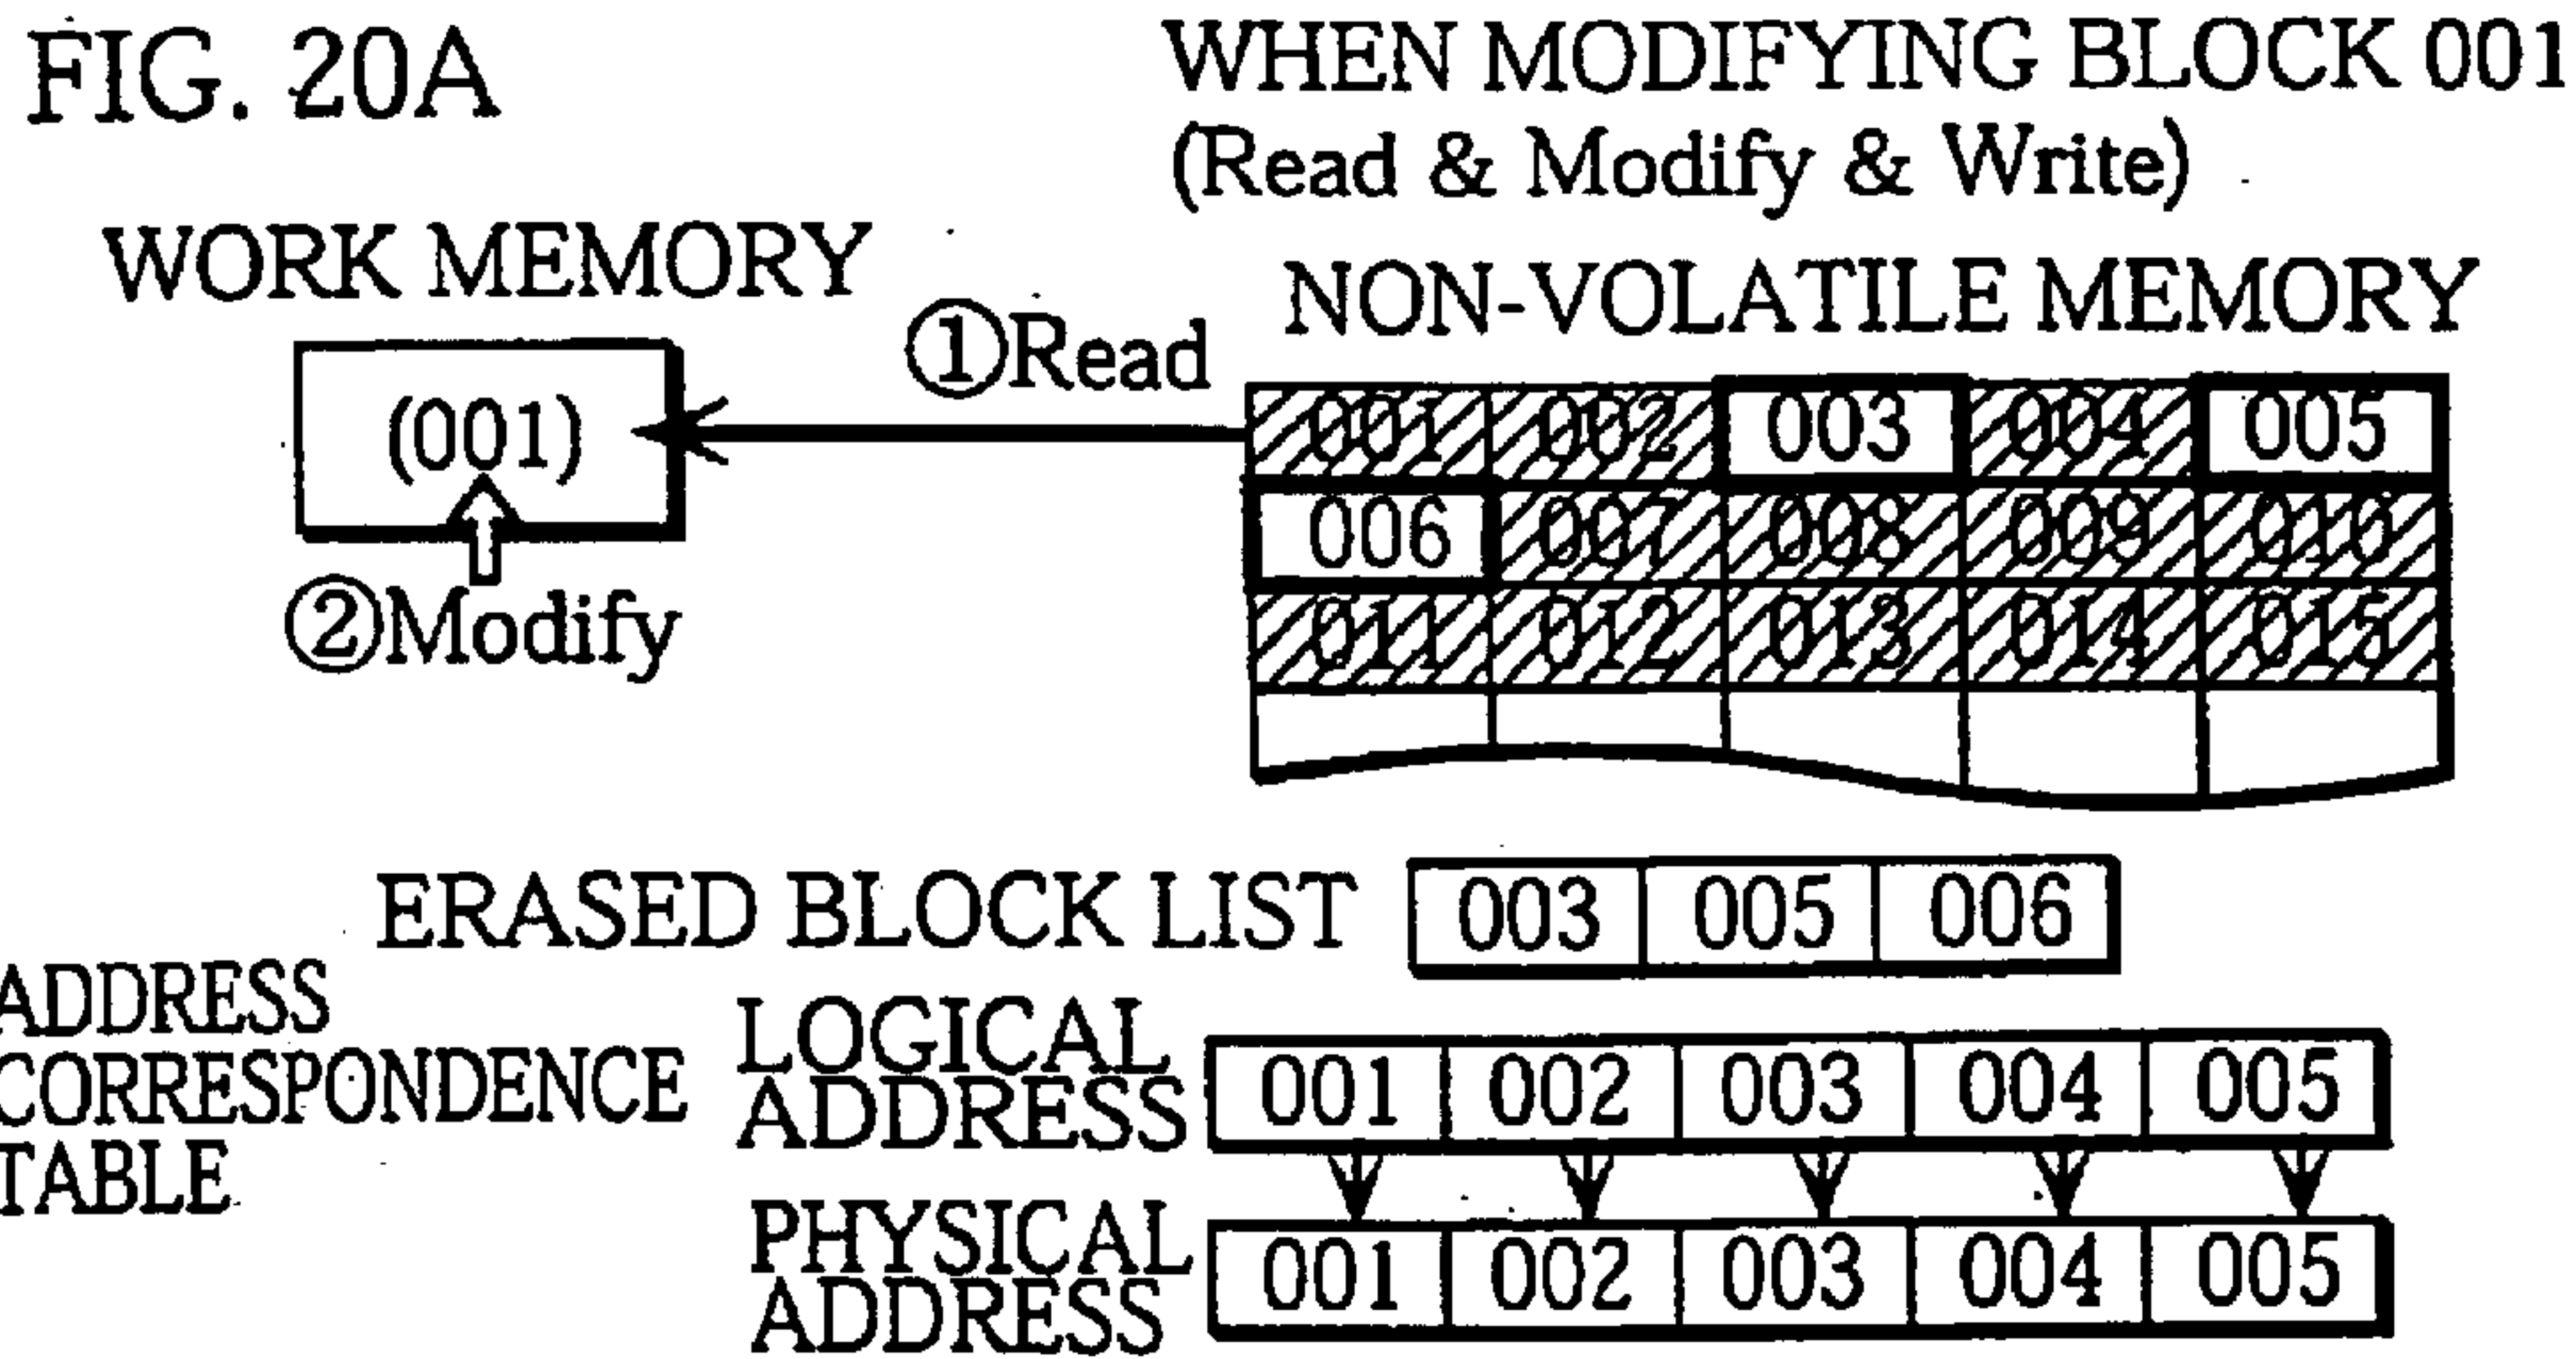 FIG. 20A
WHEN MODIFYING BLOCK 001
(Read & Modify & Write)
WORK MEMORY
NON-VOLATILE MEMORY
①Read
(001)
②Modify
001 002 003 004 005
006 007 008 009 010
011 012 013 014 015
ERASED BLOCK LIST 003 005 006
ADDRESS
CORRESPONDENCE
TABLE
LOGICAL
ADDRESS
001 002 003 004 005
PHYSICAL
ADDRESS
001 002 003 004 005